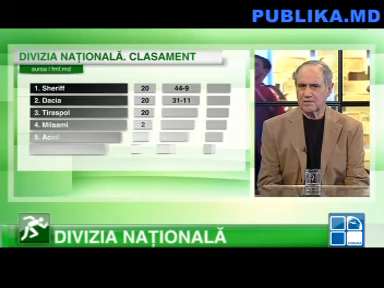 PUBLIKA.MD
DIVIZIA NAȚIONALĂ. CLASAMENT
sursa / fmf.md
1. Sheriff 20 44-9
2. Dacia 20 31-11
3. Tiraspol 20
4. Milsami 2
5.
DIVIZIA NAȚIONALĂ